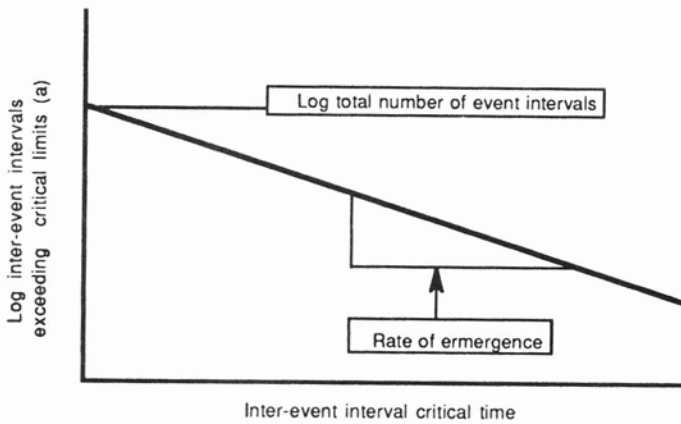 Log inter-event intervals
exceeding critical limits (a)
Log total number of event intervals
Rate of ermergence
Inter-event interval critical time